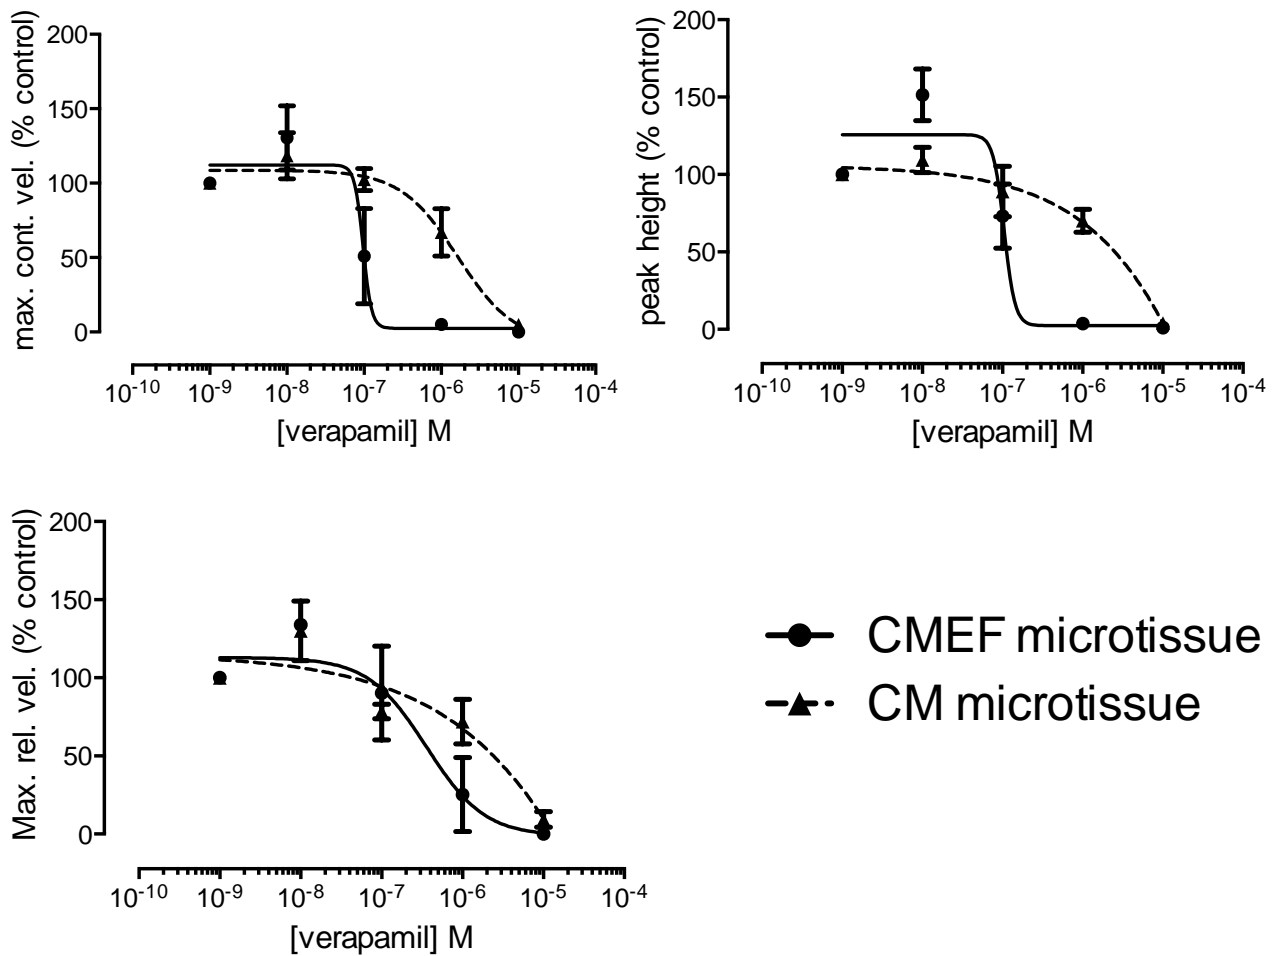 max. cont. vel. (% control)
200
150
100
50
0
10-10 10-9 10-8 10-7 10-6 10-5 10-4
[verapamil] M
peak height (% control)
200
150
100
50
0
10-10 10-9 10-8 10-7 10-6 10-5 10-4
[verapamil] M
Max. rel. vel. (% control)
200
150
100
50
0
10-10 10-9 10-8 10-7 10-6 10-5 10-4
[verapamil] M
CMEF microtissue
CM microtissue